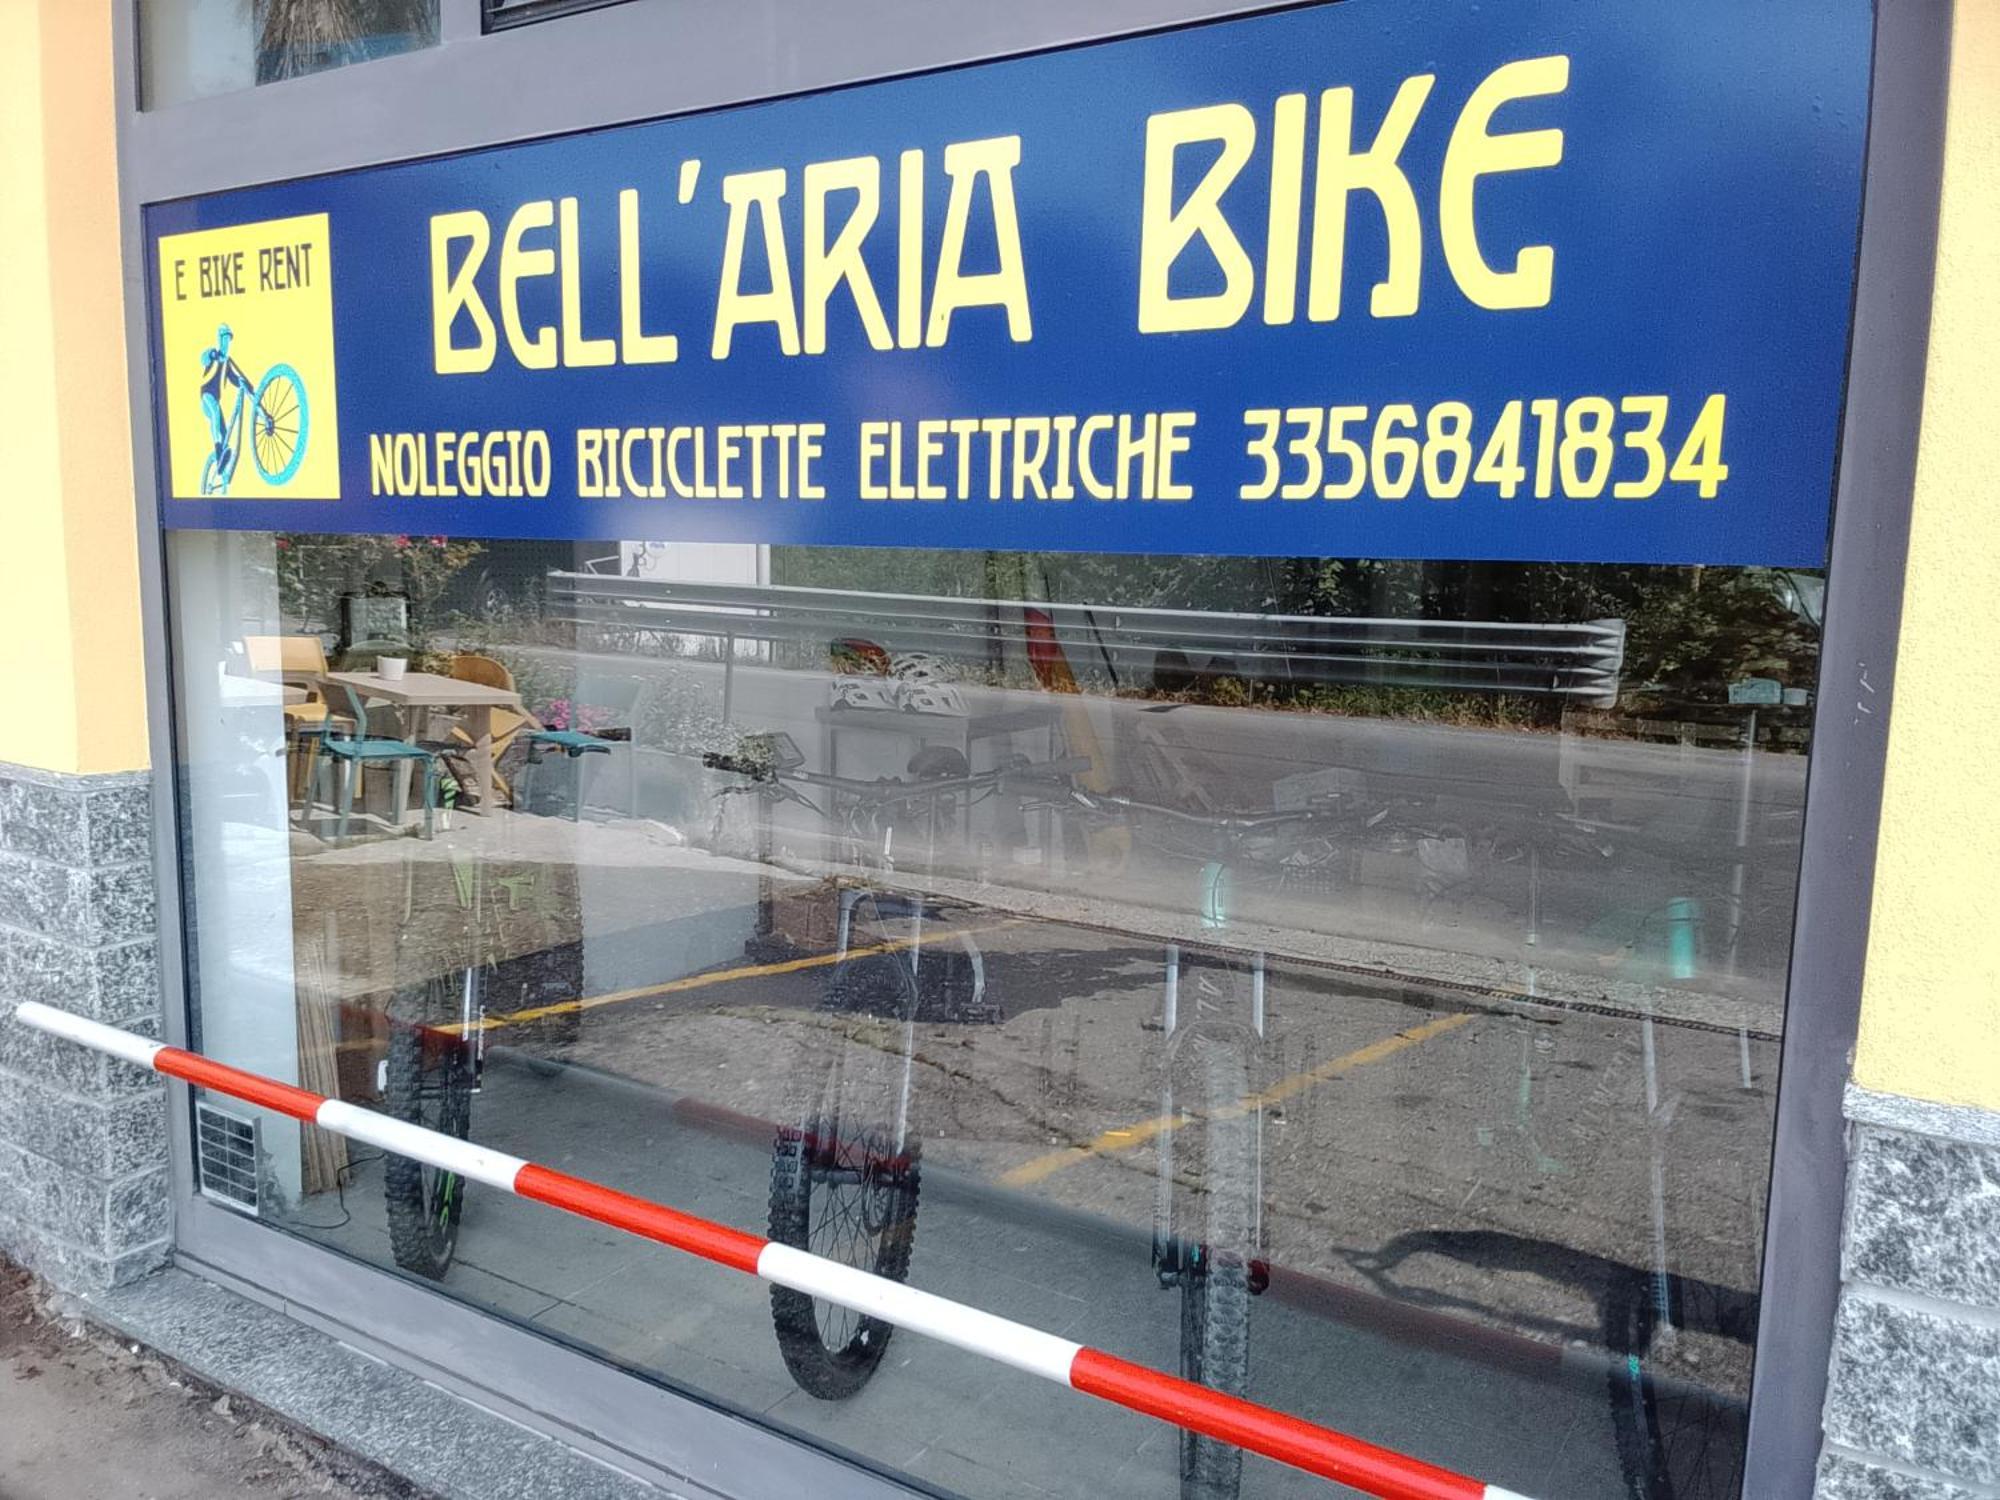 E BIKE RENT
BELL'ARIA BIKE
NOLEGGIO BICICLETTE ELETTRICHE 3356841834